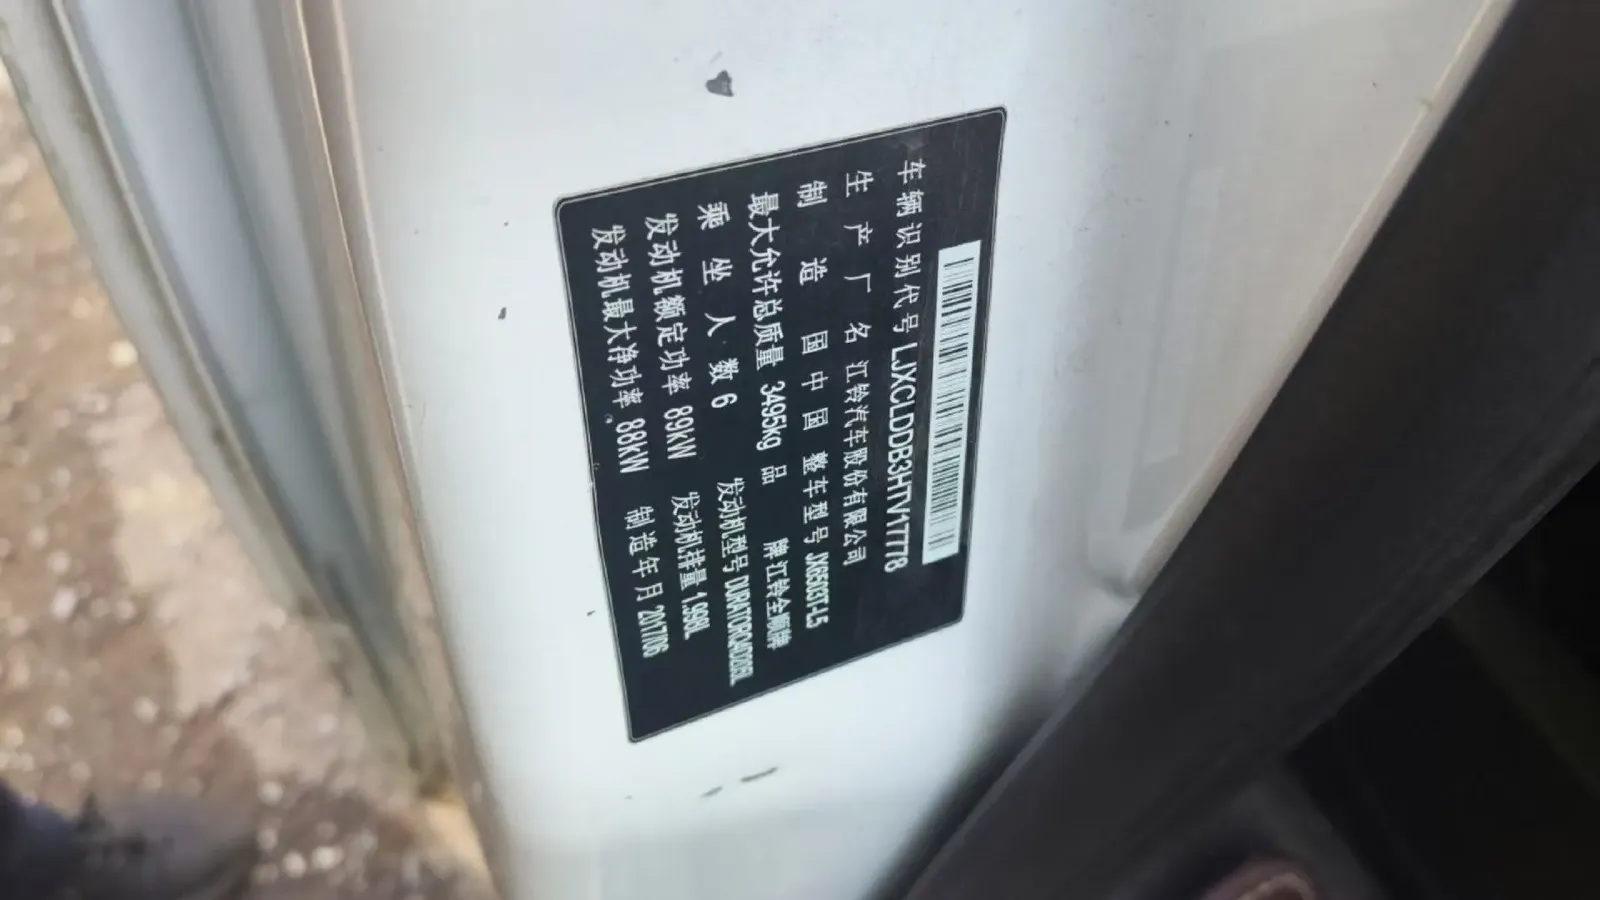 车辆识别代号 LJXCLDDB3HTV17778
生产厂名 江铃汽车股份有限公司
制造国 中国 整车型号 JX6503T-L5
最大允许总质量 3495kg 品牌 江铃全顺牌
乘坐人数 6 发动机型号 DURATORQ4D205L
发动机额定功率 89kW 发动机排量 1.998L
发动机最大净功率 88kW 制造年月 2017/06